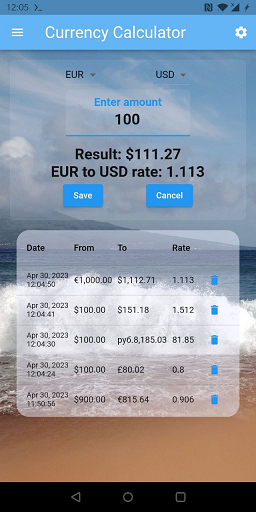 12:05
Currency Calculator
EUR USD
Enter amount
100
Result: $111.27
EUR to USD rate: 1.113
Save Cancel
Date From To Rate
Apr 30, 2023
12:04:50 €1,000.00 $1,112.71 1.113
Apr 30, 2023
12:04:41 $100.00 $151.18 1.512
Apr 30, 2023
12:04:30 $100.00 руб.8,185.03 81.85
Apr 30, 2023
12:04:24 $100.00 £80.02 0.8
Apr 30, 2023
11:50:56 $900.00 €815.64 0.906